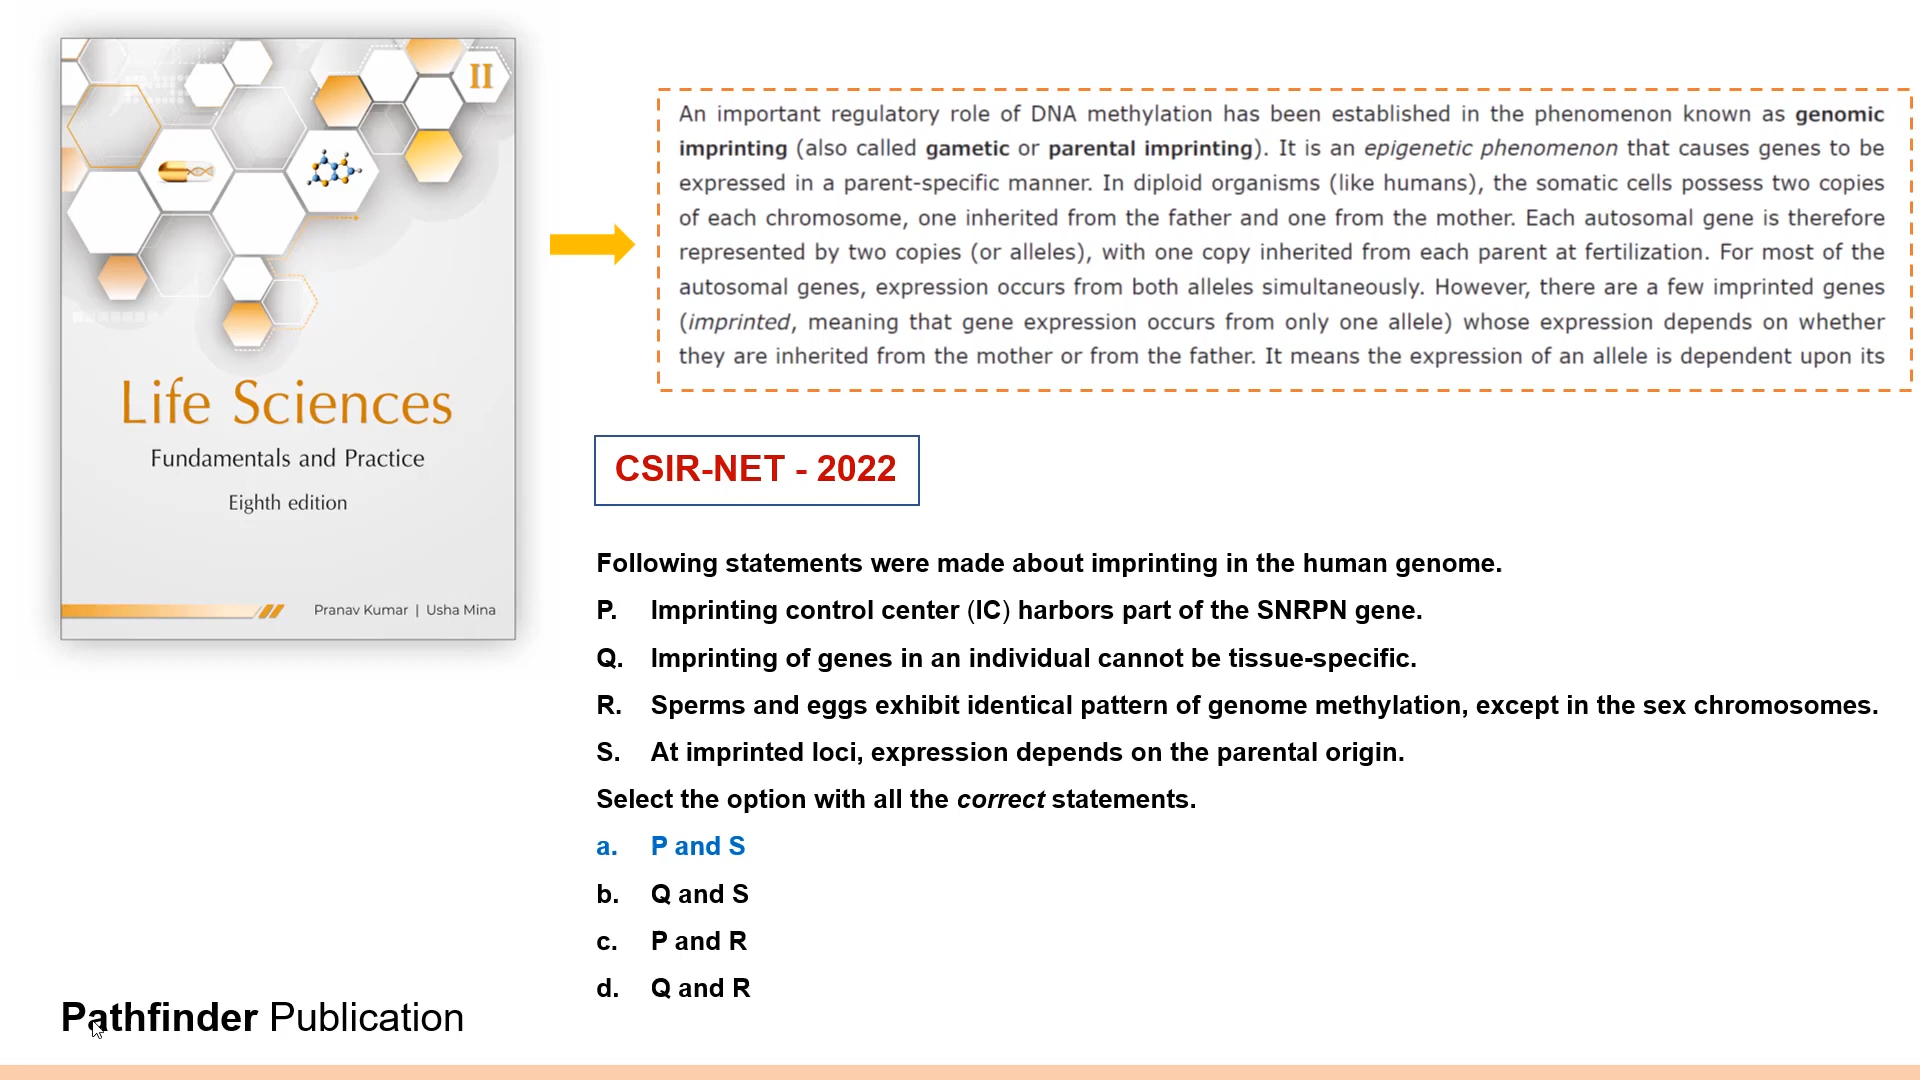 II
Life Sciences
Fundamentals and Practice
Eighth edition
Pranav Kumar | Usha Mina
An important regulatory role of DNA methylation has been established in the phenomenon known as genomic
imprinting (also called gametic or parental imprinting). It is an epigenetic phenomenon that causes genes to be
expressed in a parent-specific manner. In diploid organisms (like humans), the somatic cells possess two copies
of each chromosome, one inherited from the father and one from the mother. Each autosomal gene is therefore
represented by two copies (or alleles), with one copy inherited from each parent at fertilization. For most of the
autosomal genes, expression occurs from both alleles simultaneously. However, there are a few imprinted genes
(imprinted, meaning that gene expression occurs from only one allele) whose expression depends on whether
they are inherited from the mother or from the father. It means the expression of an allele is dependent upon its
CSIR-NET - 2022
Following statements were made about imprinting in the human genome.
P. Imprinting control center (IC) harbors part of the SNRPN gene.
Q. Imprinting of genes in an individual cannot be tissue-specific.
R. Sperms and eggs exhibit identical pattern of genome methylation, except in the sex chromosomes.
S. At imprinted loci, expression depends on the parental origin.
Select the option with all the correct statements.
a. P and S
b. Q and S
c. P and R
d. Q and R
Pathfinder Publication